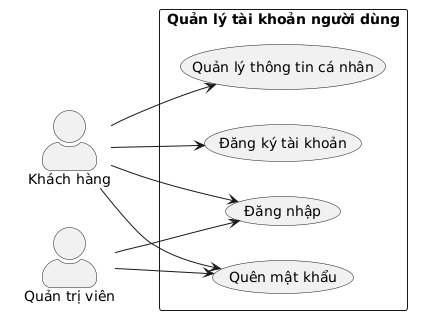 Quản lý tài khoản người dùng
Quản lý thông tin cá nhân
Đăng ký tài khoản
Khách hàng
Đăng nhập
Quên mật khẩu
Quản trị viên